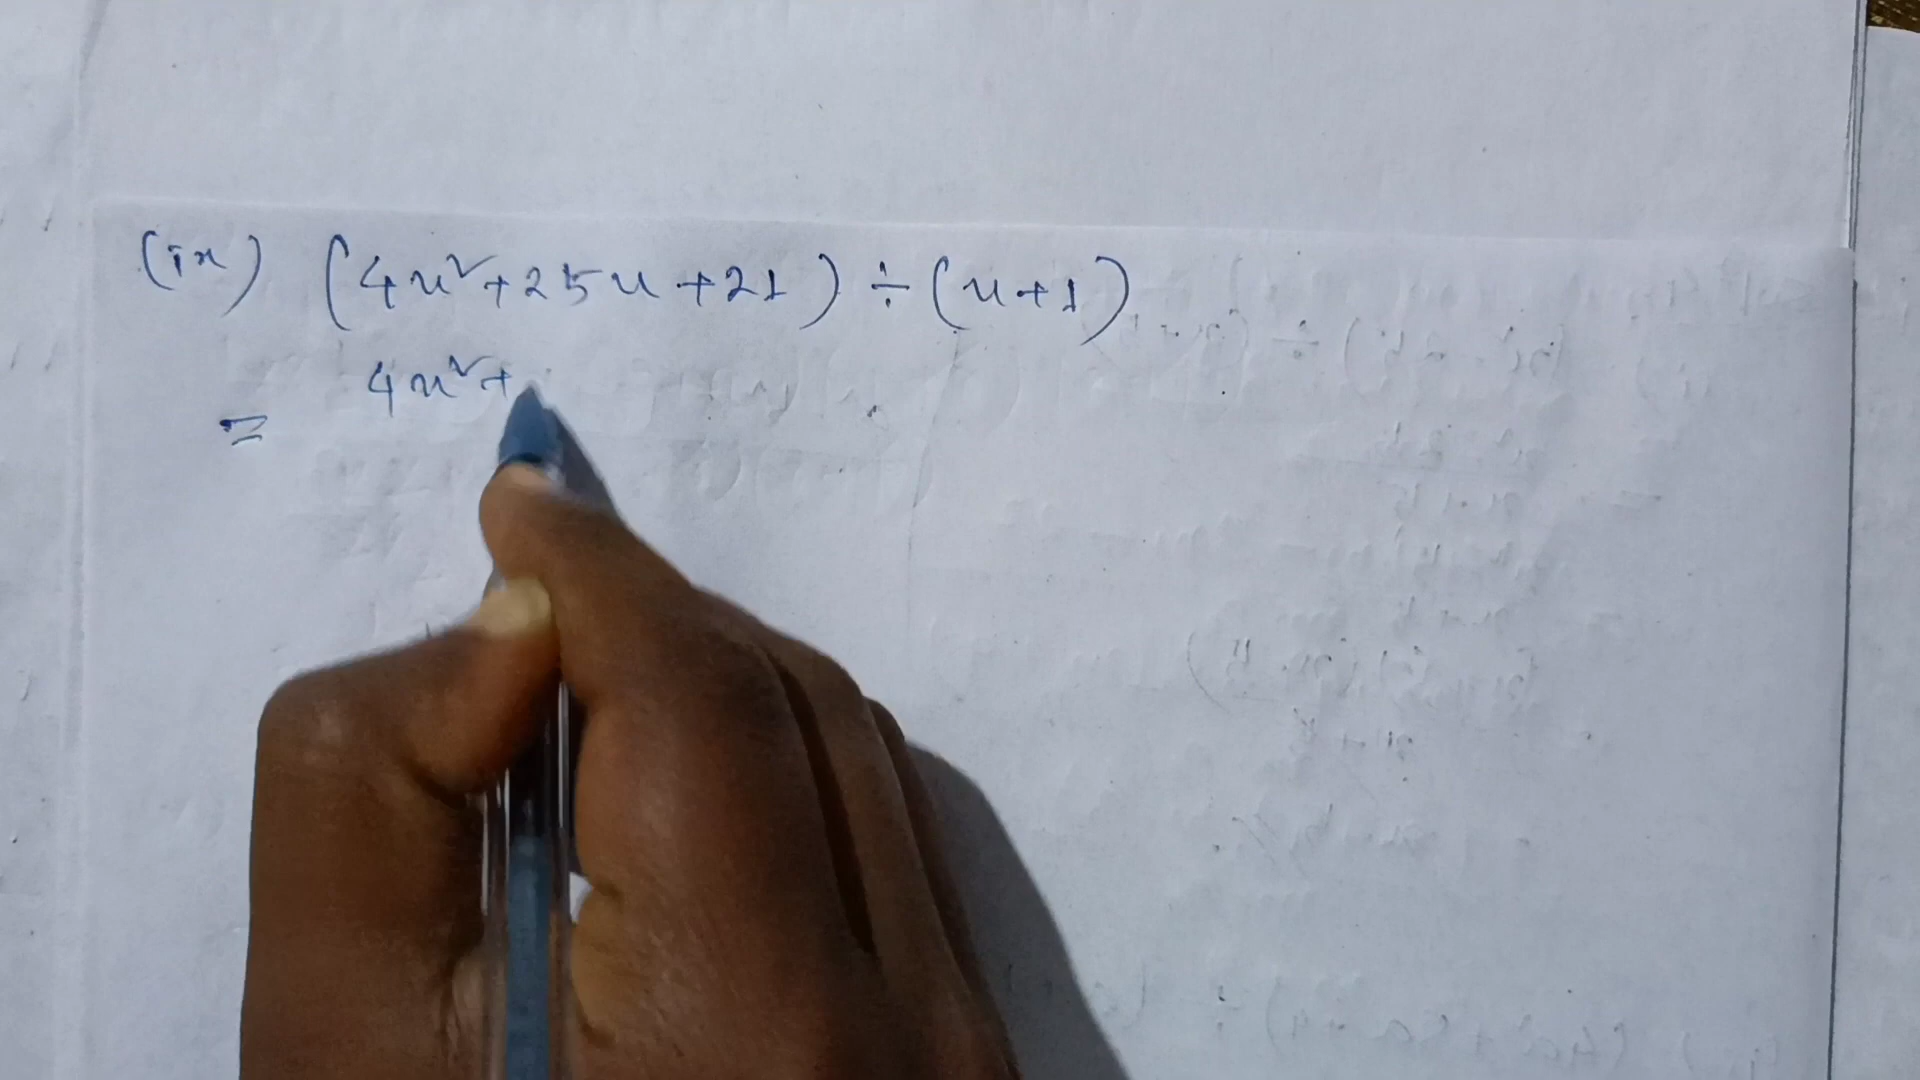 (ix) (4x²+25x+21) ÷ (x+1)
4x²+
=